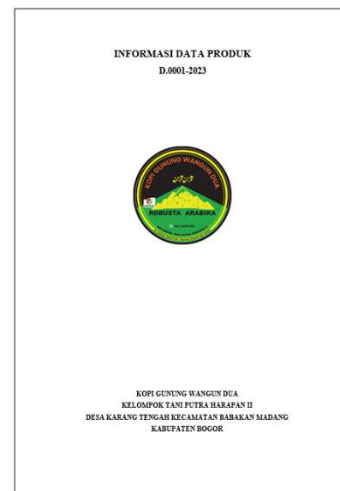 INFORMASI DATA PRODUK
D.0001-2023
KOPI GUNUNG WANGUN DUA
ROBUSTA ARABIKA
KOPI GUNUNG WANGUN DUA
KELOMPOK TANI PUTRA HARAPAN II
DESA KARANG TENGAH KECAMATAN BABAKAN MADANG
KABUPATEN BOGOR